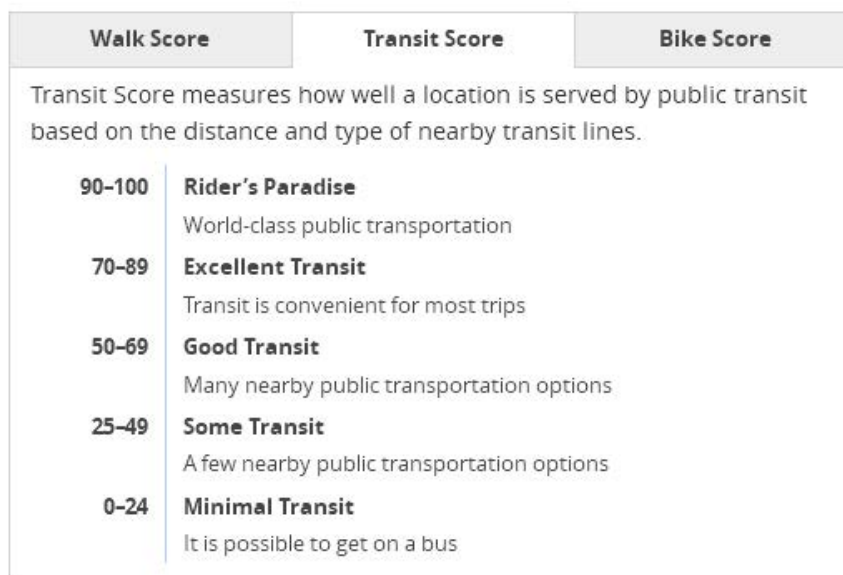 Walk Score Transit Score Bike Score
Transit Score measures how well a location is served by public transit
based on the distance and type of nearby transit lines.
90–100 Rider’s Paradise
World-class public transportation
70–89 Excellent Transit
Transit is convenient for most trips
50–69 Good Transit
Many nearby public transportation options
25–49 Some Transit
A few nearby public transportation options
0–24 Minimal Transit
It is possible to get on a bus